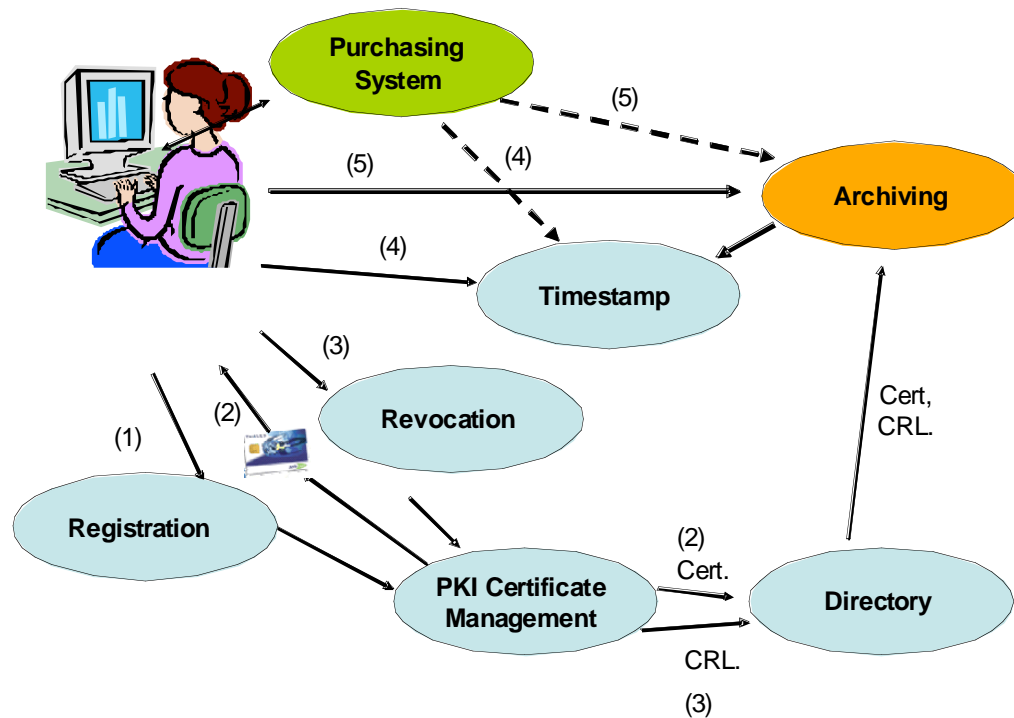 Purchasing
System
(5)
(4)
(5)
Archiving
(4)
Timestamp
(3)
Revocation
Cert,
CRL.
(2)
(1)
Registration
(2)
Cert.
PKI Certificate
Management
Directory
CRL.
(3)